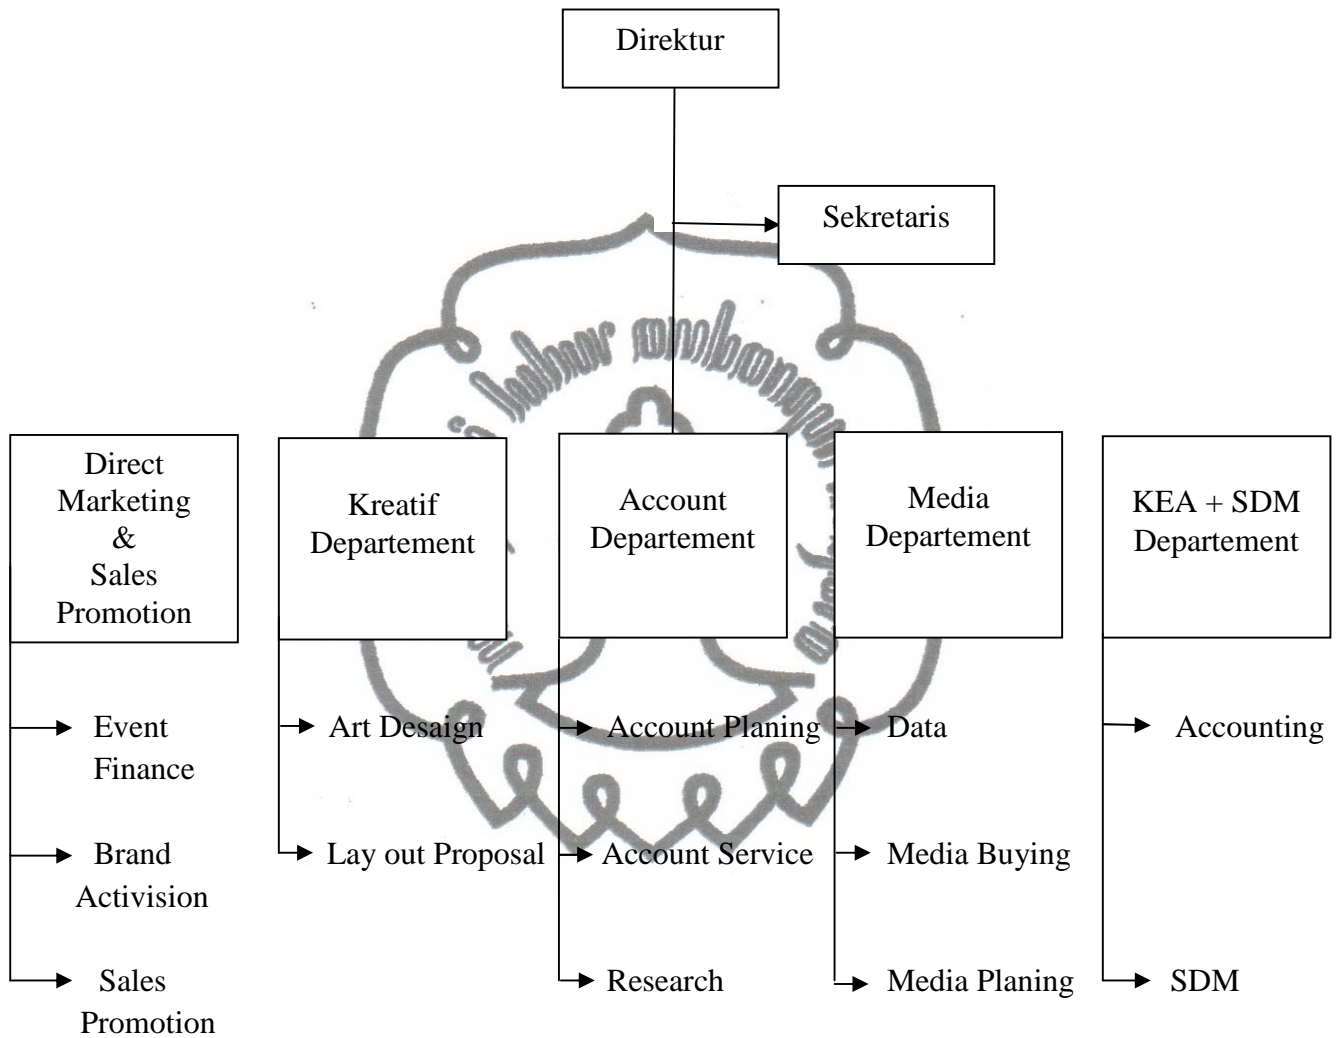 Direktur
Sekretaris
Direct
Marketing
&
Sales
Promotion
Kreatif
Departement
Account
Departement
Media
Departement
KEA + SDM
Departement
Event
Finance
Brand
Activision
Sales
Promotion
Art Desaign
Lay out Proposal
Account Planing
Account Service
Research
Data
Media Buying
Media Planing
Accounting
SDM